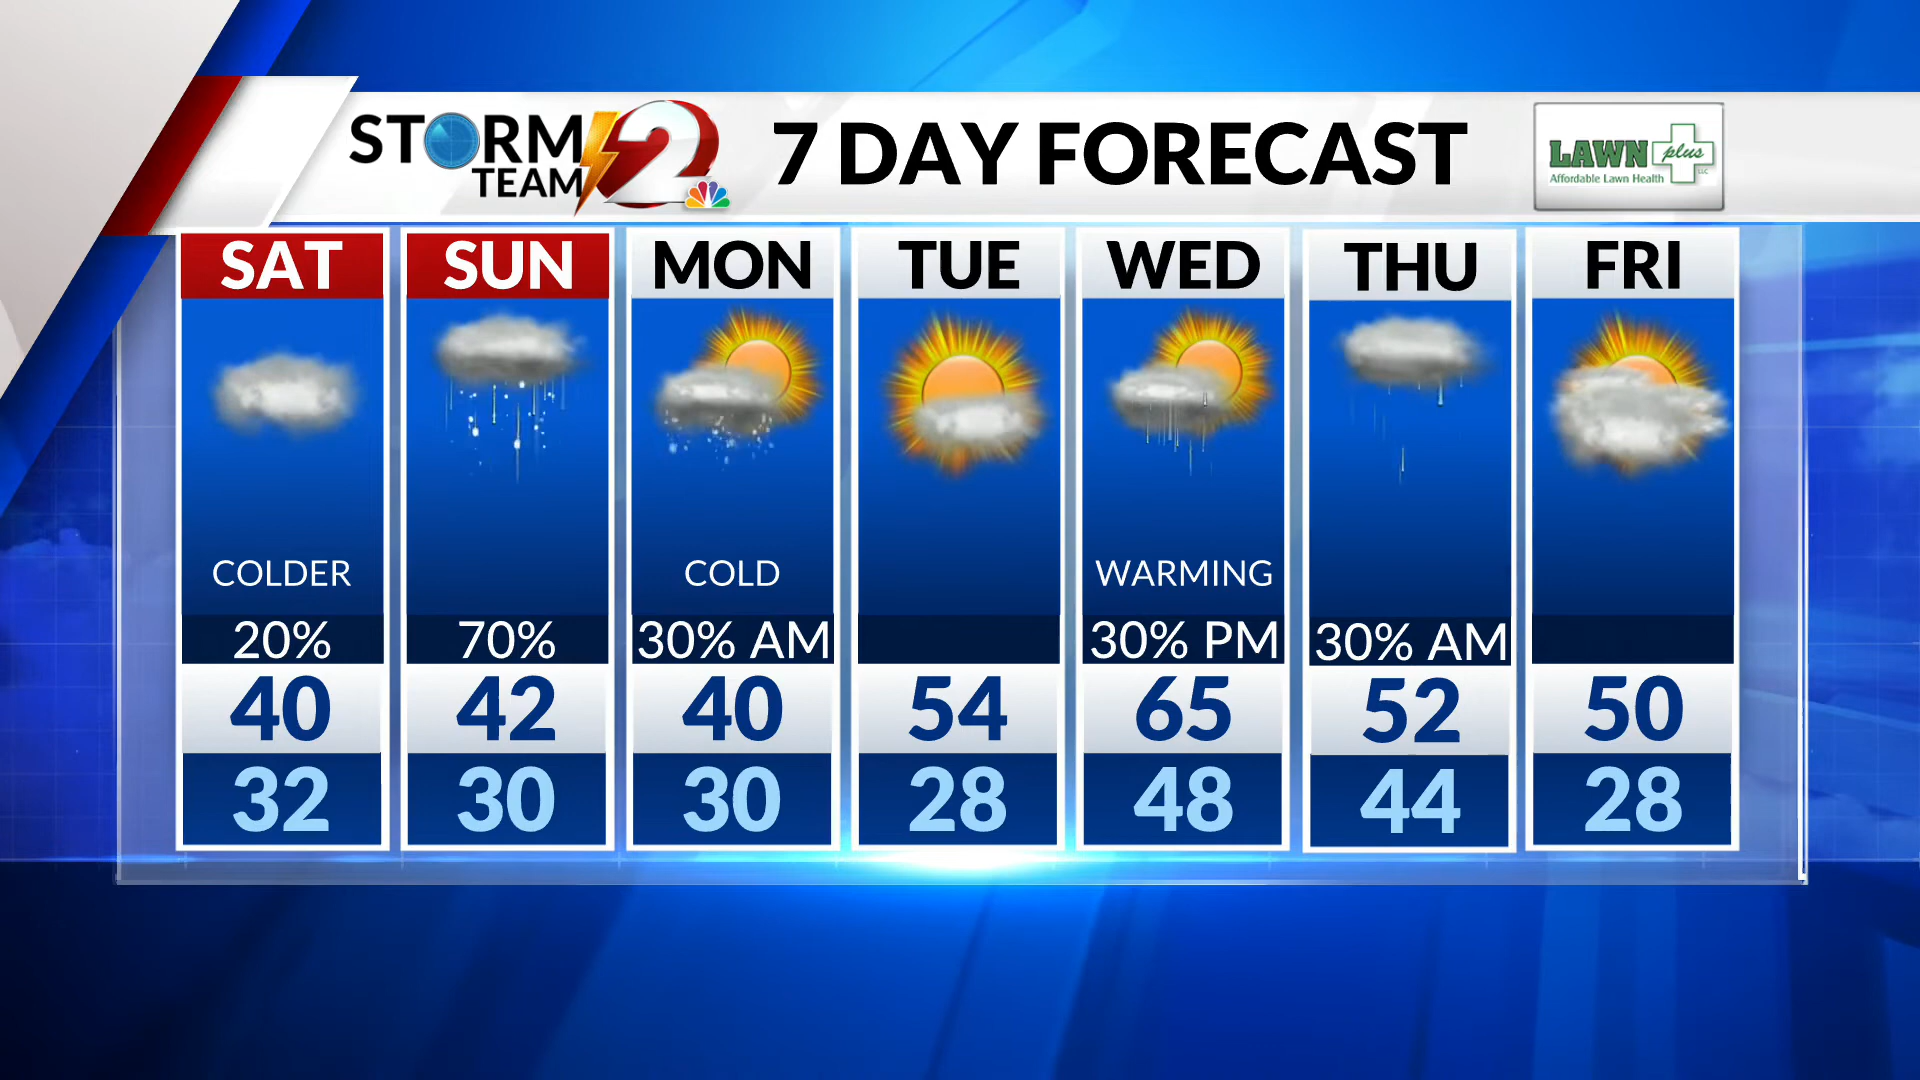 STORM
TEAM 2
7 DAY FORECAST
LAWN plus LLC
Affordable Lawn Health
SAT SUN MON TUE WED THU FRI
COLDER COLD WARMING
20% 70% 30% AM 30% PM 30% AM
40 42 40 54 65 52 50
32 30 30 28 48 44 28